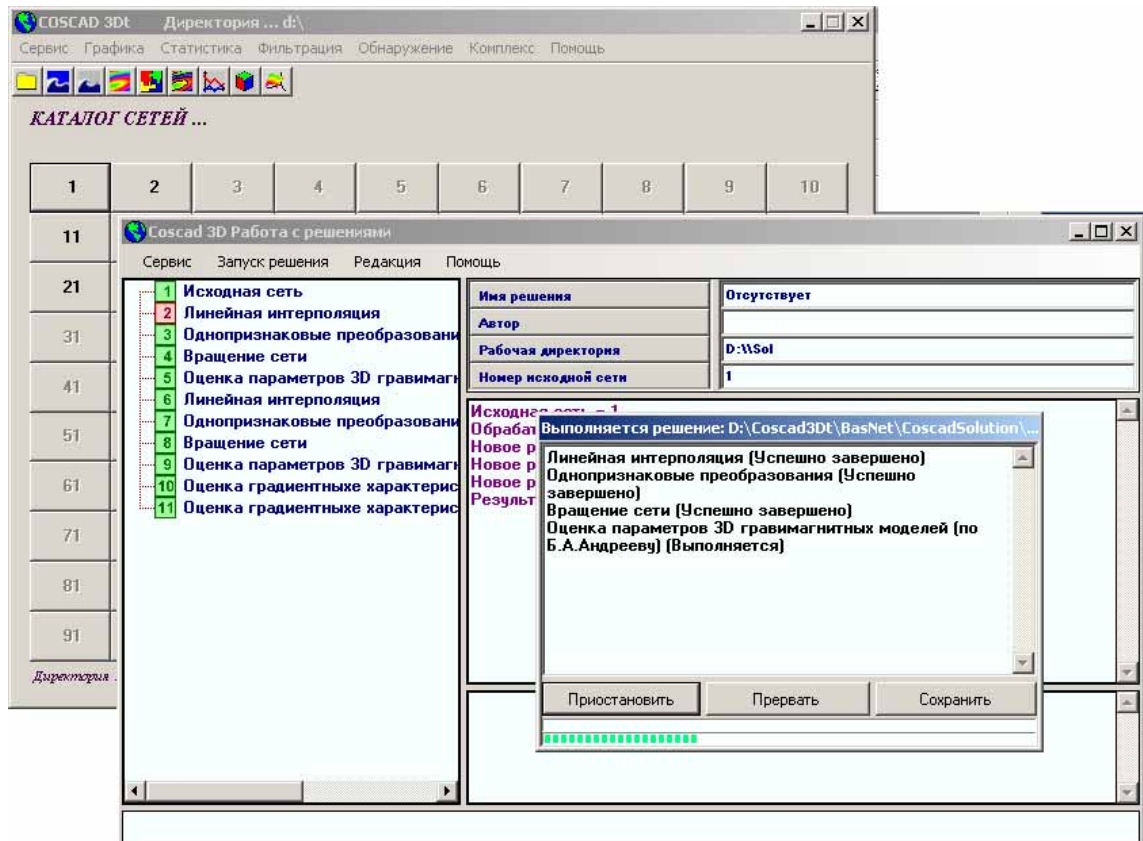 COSCAD 3Dt Директория ... d:\
Сервис Графика Статистика Фильтрация Обнаружение Комплекс Помощь
КАТАЛОГ СЕТЕЙ ...
1 2 3 4 5 6 7 8 9 10
11
21
31
41
51
61
71
81
91
Директория
Coscad 3D Работа с решениями
Сервис Запуск решения Редакция Помощь
1 Исходная сеть
2 Линейная интерполяция
3 Однопризнаковые преобразовани
4 Вращение сети
5 Оценка параметров 3D гравимагн
6 Линейная интерполяция
7 Однопризнаковые преобразовани
8 Вращение сети
9 Оценка параметров 3D гравимагн
10 Оценка градиентныхе характерис
11 Оценка градиентныхе характерис
Имя решения Отсутствует
Автор
Рабочая директория D:\\Sol
Номер исходной сети 1
Исходная сеть = 1
Обрабат
Новое р
Новое р
Новое р
Результ
Выполняется решение: D:\Coscad3Dt\BasNet\CoscadSolution\...
Линейная интерполяция (Успешно завершено)
Однопризнаковые преобразования (Успешно
завершено)
Вращение сети (Успешно завершено)
Оценка параметров 3D гравимагнитных моделей (по
Б.А.Андрееву) (Выполняется)
Приостановить Прервать Сохранить